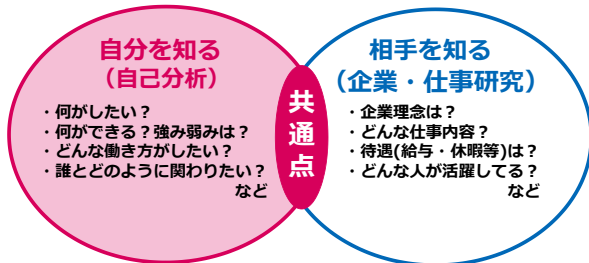 自分を知る
（自己分析）
・何がしたい？
・何ができる？強み弱みは？
・どんな働き方がしたい？
・誰とどのように関わりたい？
など
共通点
相手を知る
（企業・仕事研究）
・企業理念は？
・どんな仕事内容？
・待遇(給与・休暇等)は？
・どんな人が活躍してる？
など